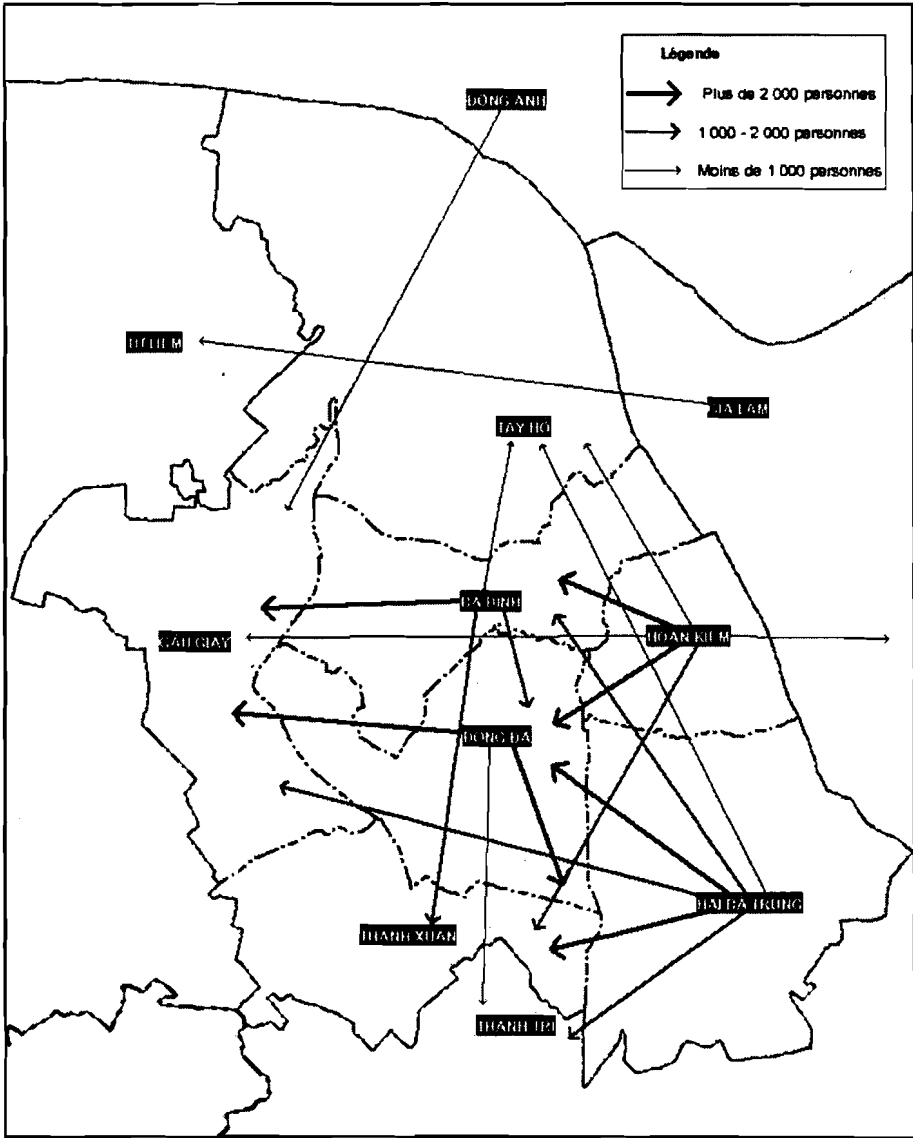 Légende
Plus de 2 000 personnes
1 000 - 2 000 personnes
Moins de 1 000 personnes
DONG ANH
TU LIEM
GIA LAM
TAY HO
BA DINH
HOAN KIEM
CAU GIAY
DONG DA
HAI BA TRUNG
THANH XUAN
THANH TRI